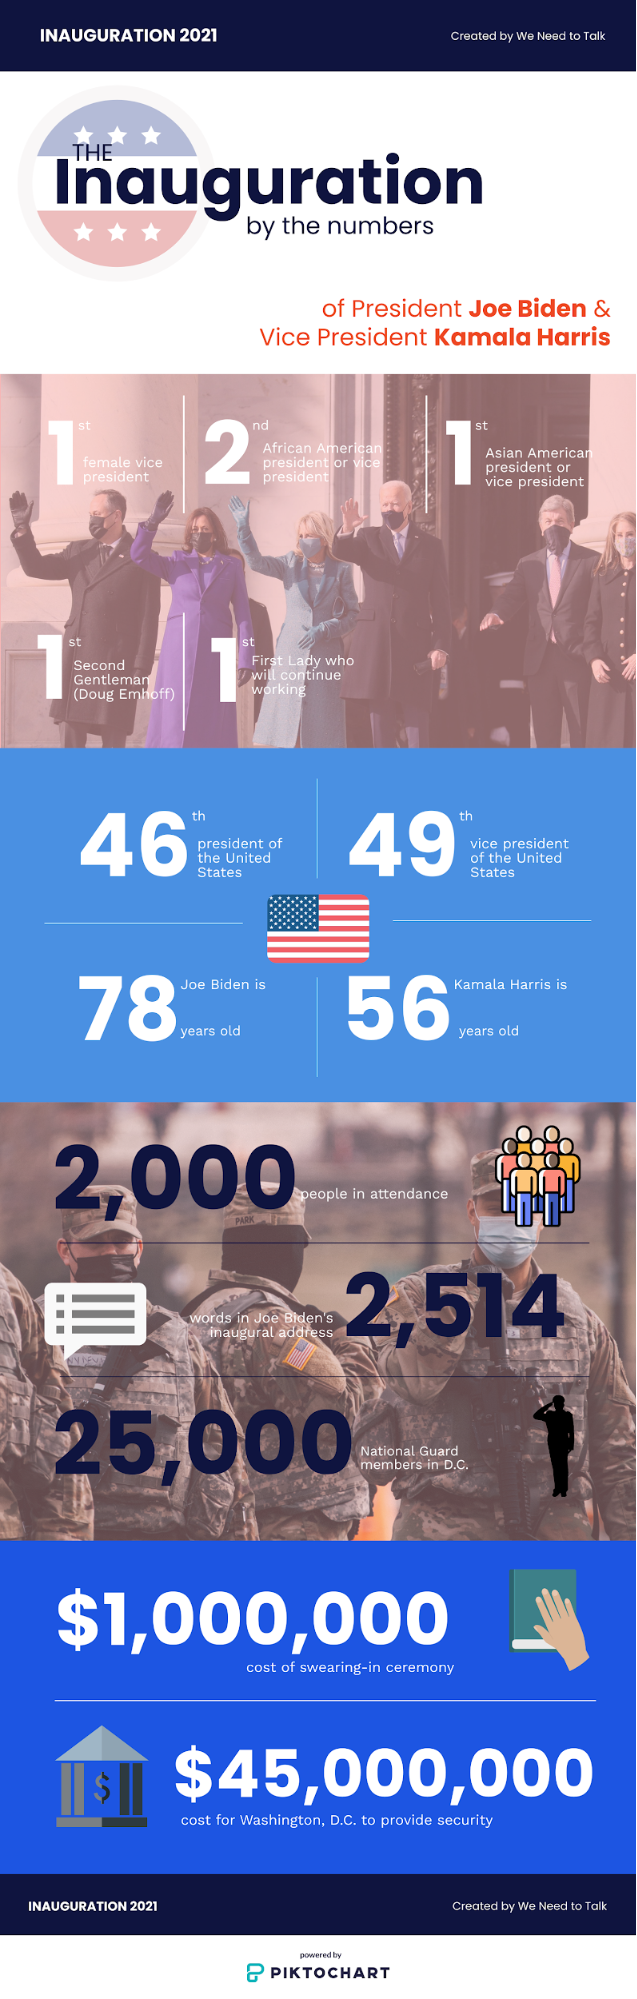 INAUGURATION 2021
Created by We Need to Talk
THE
Inauguration
by the numbers
of President Joe Biden &
Vice President Kamala Harris
1st
female vice
president
2nd
African American
president or vice
president
1st
Asian American
president or
vice president
1st
Second
Gentleman
(Doug Emhoff)
1st
First Lady who
will continue
working
46th
president of
the United
States
49th
vice president
of the United
States
78
Joe Biden is
years old
56
Kamala Harris is
years old
2,000
people in attendance
PARK
words in Joe Biden's
inaugural address
2,514
25,000
National Guard
members in D.C.
$1,000,000
cost of swearing-in ceremony
$
$45,000,000
cost for Washington, D.C. to provide security
INAUGURATION 2021
Created by We Need to Talk
powered by
PIKTOCHART